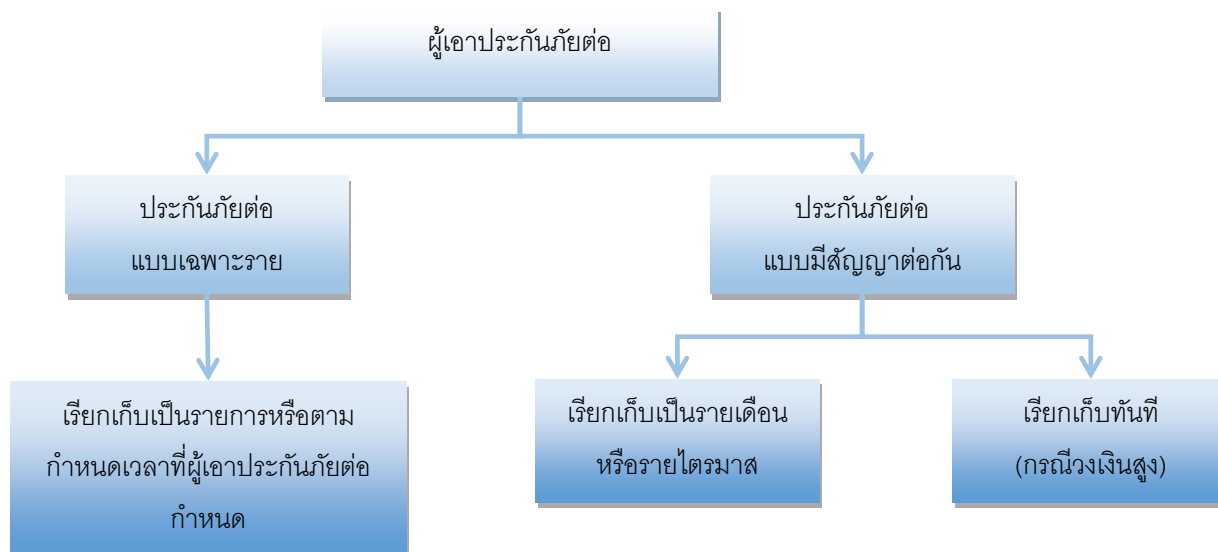 ผู้เอาประกันภัยต่อ
ประกันภัยต่อ
แบบเฉพาะราย
ประกันภัยต่อ
แบบมีสัญญาต่อกัน
เรียกเก็บเป็นรายการหรือตาม
กำหนดเวลาที่ผู้เอาประกันภัยต่อ
กำหนด
เรียกเก็บเป็นรายเดือน
หรือรายไตรมาส
เรียกเก็บทันที
(กรณีวงเงินสูง)